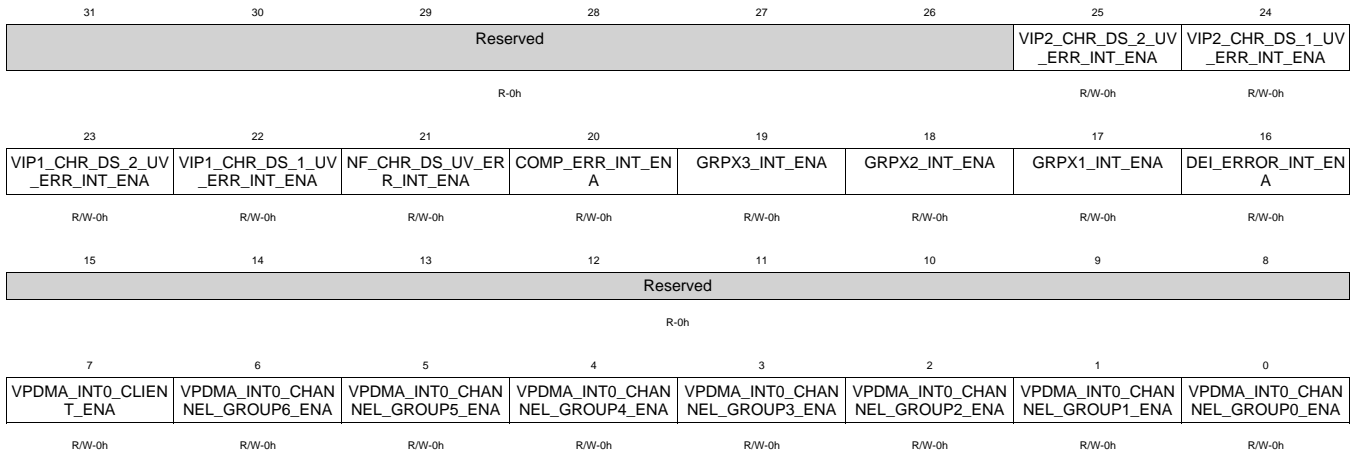 31 30 29 28 27 26 25 24
Reserved VIP2_CHR_DS_2_UV VIP2_CHR_DS_1_UV
_ERR_INT_ENA _ERR_INT_ENA
R-0h R/W-0h R/W-0h
23 22 21 20 19 18 17 16
VIP1_CHR_DS_2_UV VIP1_CHR_DS_1_UV NF_CHR_DS_UV_ER COMP_ERR_INT_EN GRPX3_INT_ENA GRPX2_INT_ENA GRPX1_INT_ENA DEI_ERROR_INT_EN
_ERR_INT_ENA _ERR_INT_ENA R_INT_ENA A A
R/W-0h R/W-0h R/W-0h R/W-0h R/W-0h R/W-0h R/W-0h R/W-0h
15 14 13 12 11 10 9 8
Reserved
R-0h
7 6 5 4 3 2 1 0
VPDMA_INT0_CLIEN VPDMA_INT0_CHAN VPDMA_INT0_CHAN VPDMA_INT0_CHAN VPDMA_INT0_CHAN VPDMA_INT0_CHAN VPDMA_INT0_CHAN VPDMA_INT0_CHAN
T_ENA NEL_GROUP6_ENA NEL_GROUP5_ENA NEL_GROUP4_ENA NEL_GROUP3_ENA NEL_GROUP2_ENA NEL_GROUP1_ENA NEL_GROUP0_ENA
R/W-0h R/W-0h R/W-0h R/W-0h R/W-0h R/W-0h R/W-0h R/W-0h